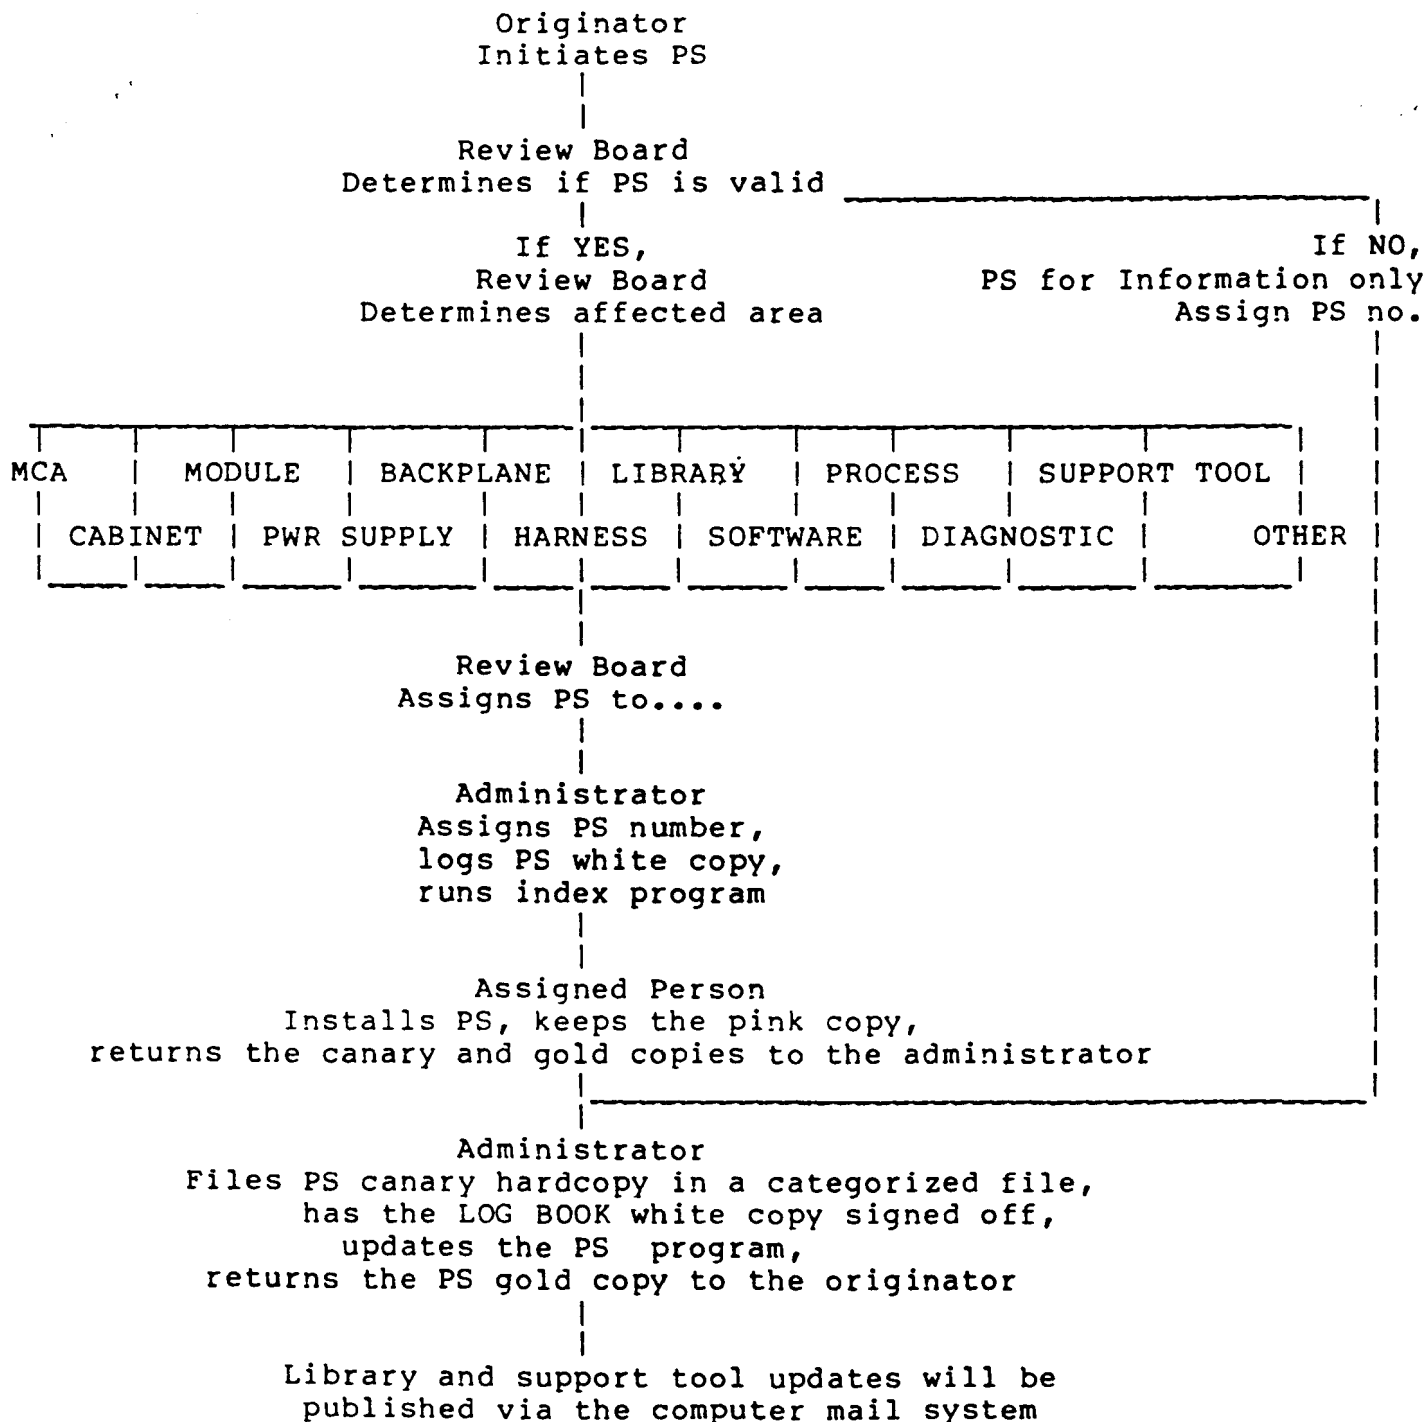 Originator
Initiates PS
Review Board
Determines if PS is valid
If YES,
If NO,
Review Board
PS for Information only
Determines affected area
Assign PS no.
MCA MODULE BACKPLANE LIBRARY PROCESS SUPPORT TOOL
CABINET PWR SUPPLY HARNESS SOFTWARE DIAGNOSTIC OTHER
Review Board
Assigns PS to....
Administrator
Assigns PS number,
logs PS white copy,
runs index program
Assigned Person
Installs PS, keeps the pink copy,
returns the canary and gold copies to the administrator
Administrator
Files PS canary hardcopy in a categorized file,
has the LOG BOOK white copy signed off,
updates the PS program,
returns the PS gold copy to the originator
Library and support tool updates will be
published via the computer mail system